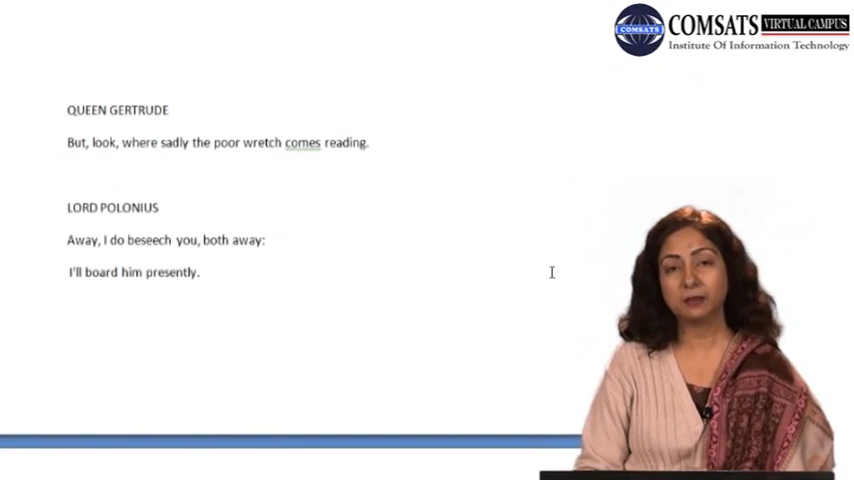 COMSATS VIRTUAL CAMPUS
COMSATS
Institute Of Information Technology
QUEEN GERTRUDE
But, look, where sadly the poor wretch comes reading.
LORD POLONIUS
Away, I do beseech you, both away:
I'll board him presently.